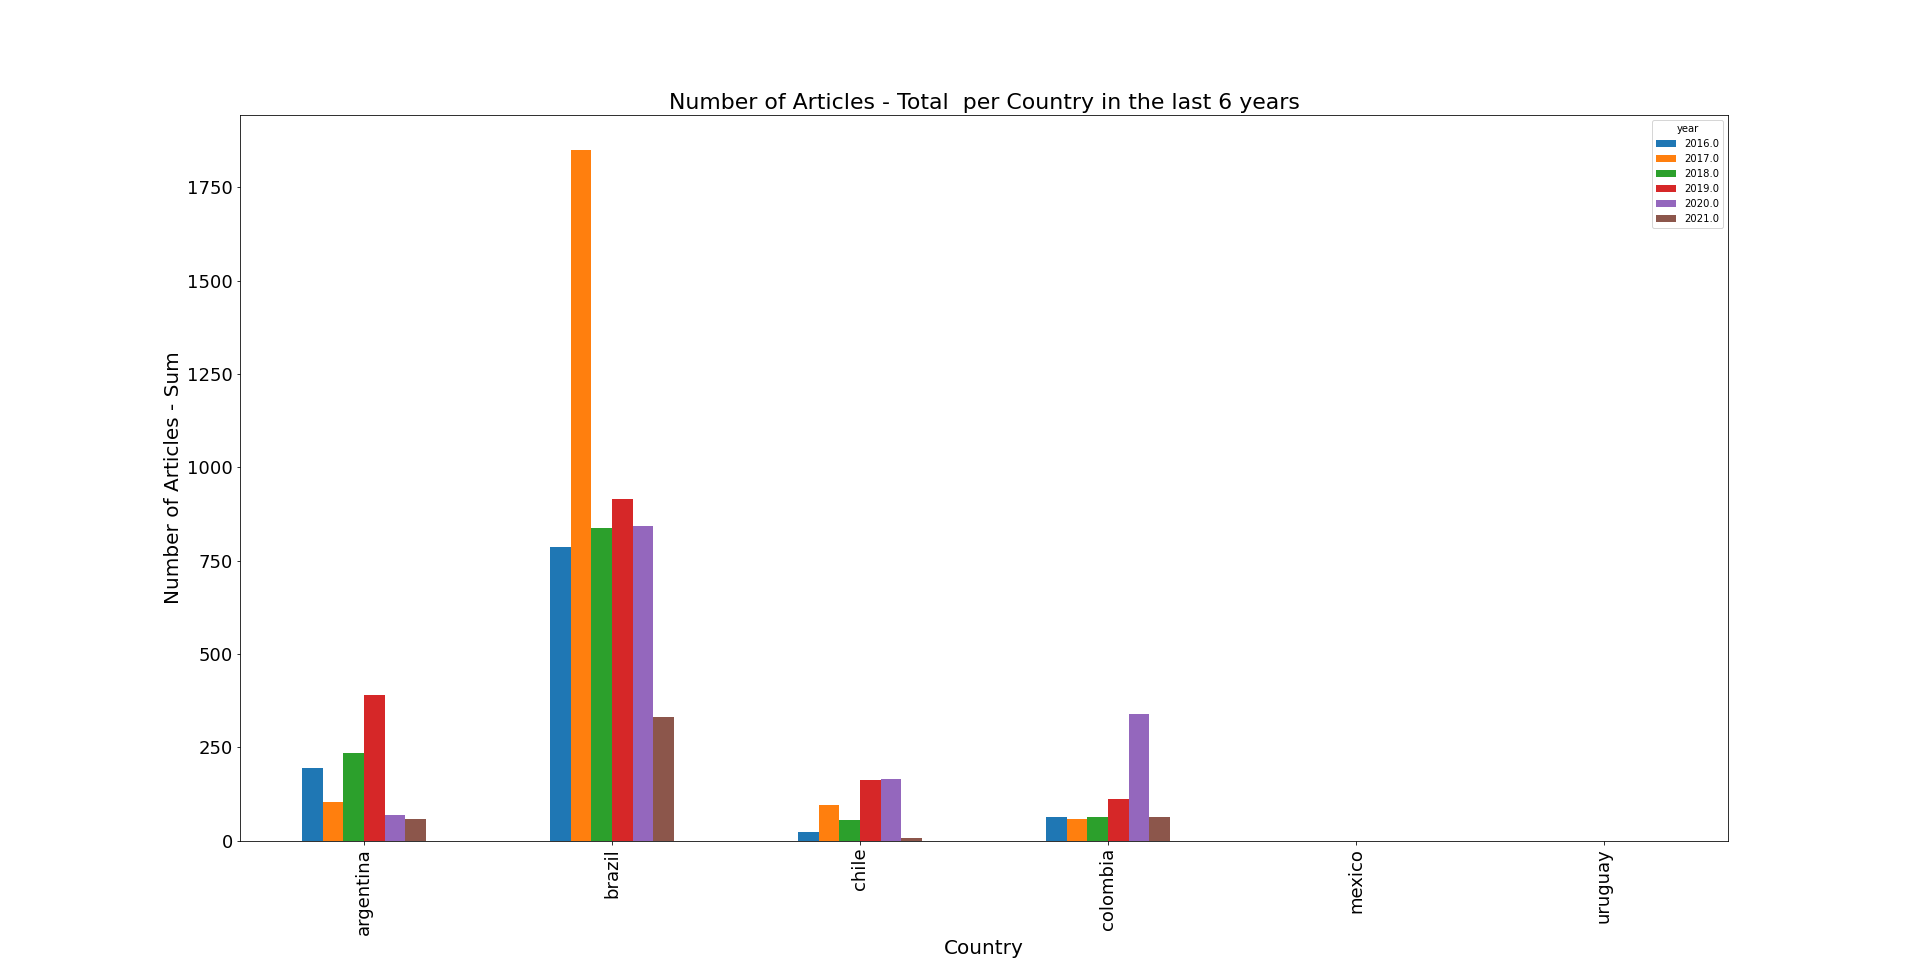 Number of Articles - Total  per Country in the last 6 years
year
2016.0
2017.0
2018.0
2019.0
2020.0
2021.0
1750
1500
1250
1000
750
500
250
0
Number of Articles - Sum
argentina
brazil
chile
colombia
mexico
uruguay
Country